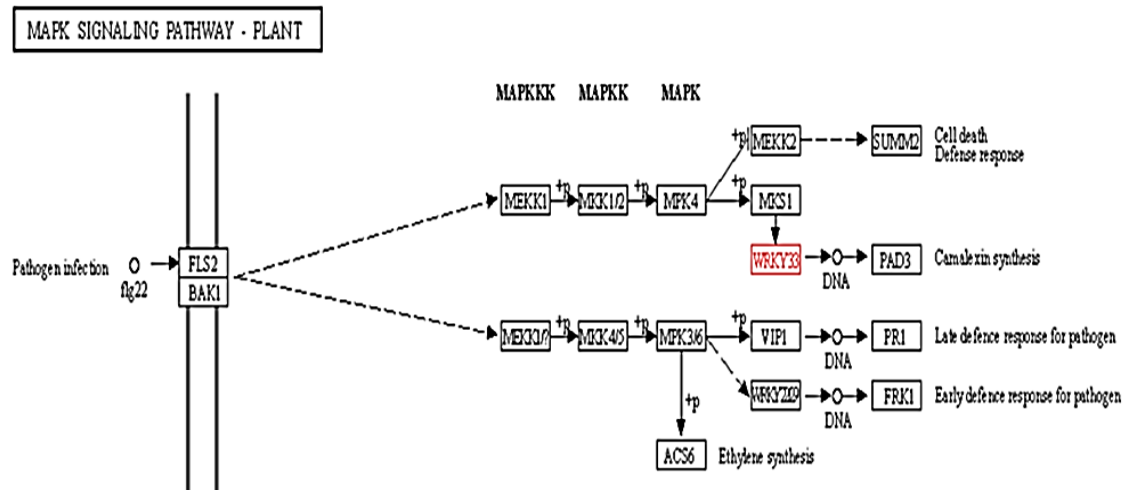 MAPK SIGNALING PATHWAY - PLANT
MAPKKK MAPKK MAPK
+p MEKK2 SUMM2 Cell death
Defense response
MEKK1 +p MKK1/2 +p MPK4 +p MKS1
Pathogen infection flg22 FLS2 WRKY33 DNA PAD3 Camalexin synthesis
BAK1
MEKK1/? +p MKK4/5 +p MPK3/6 +p VIP1 DNA PR1 Late defence response for pathogen
WRKY22/29 DNA FRK1 Early defence response for pathogen
+p
ACS6 Ethylene synthesis